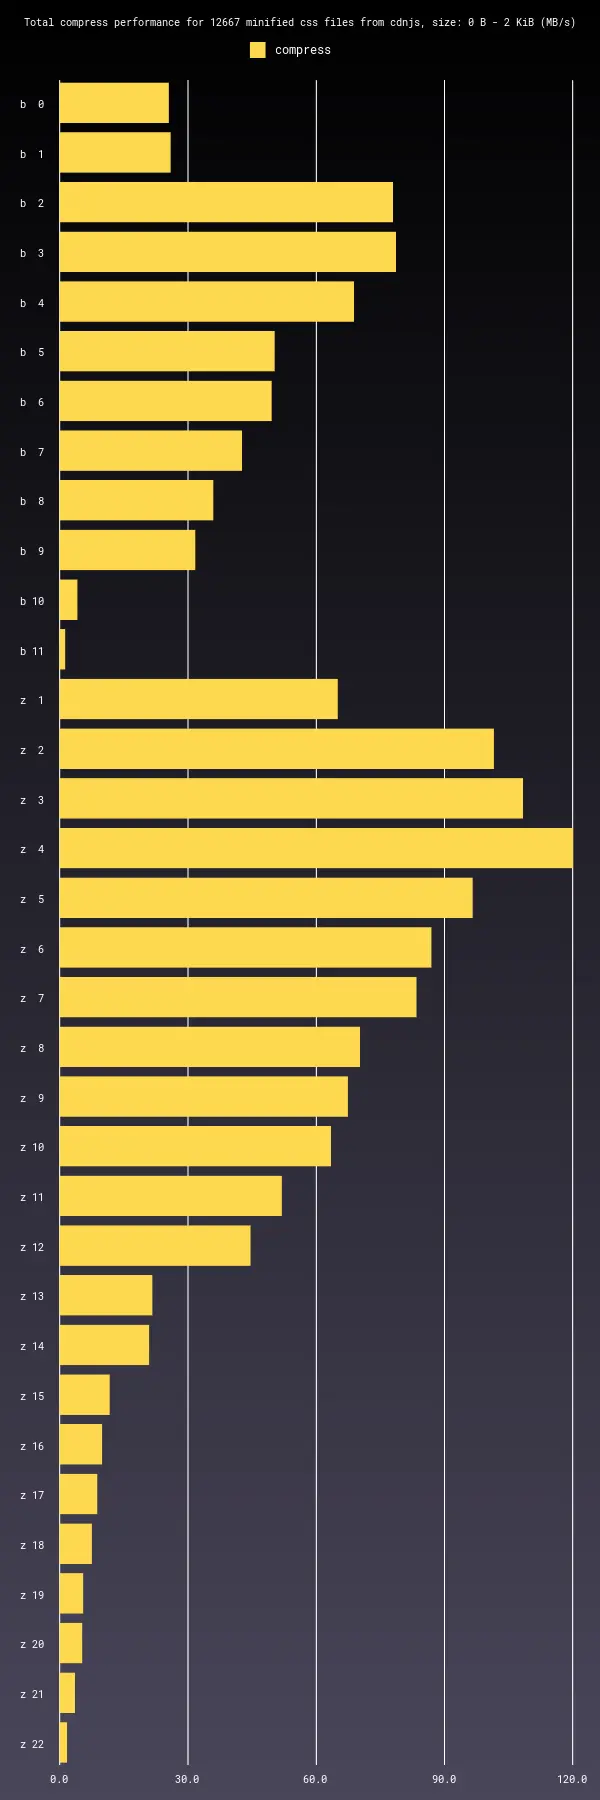 Total compress performance for 12667 minified css files from cdnjs, size: 0 B - 2 KiB (MB/s)
compress
b 0
b 1
b 2
b 3
b 4
b 5
b 6
b 7
b 8
b 9
b 10
b 11
z 1
z 2
z 3
z 4
z 5
z 6
z 7
z 8
z 9
z 10
z 11
z 12
z 13
z 14
z 15
z 16
z 17
z 18
z 19
z 20
z 21
z 22
0.0 30.0 60.0 90.0 120.0